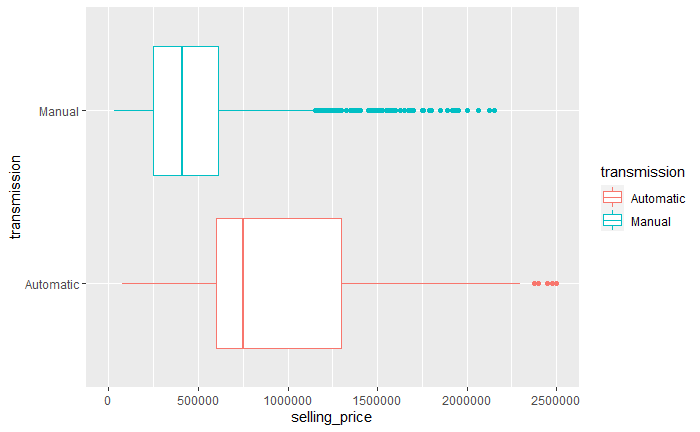 transmission
Manual
Automatic
0 500000 1000000 1500000 2000000 2500000
selling_price
transmission
Automatic
Manual